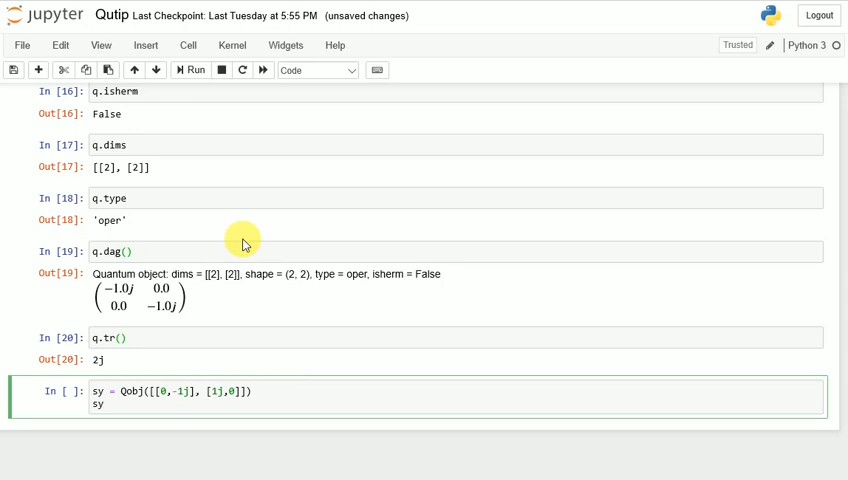 jupyter Qutip Last Checkpoint: Last Tuesday at 5:55 PM (unsaved changes) Logout
File Edit View Insert Cell Kernel Widgets Help Trusted Python 3
Run Code
In [16]: q.isherm
Out[16]: False
In [17]: q.dims
Out[17]: [[2], [2]]
In [18]: q.type
Out[18]: 'oper'
In [19]: q.dag()
Out[19]: Quantum object: dims = [[2], [2]], shape = (2, 2), type = oper, isherm = False
(−1.0j 0.0
0.0 −1.0j)
In [20]: q.tr()
Out[20]: 2j
In [ ]: sy = Qobj([[0,-1j], [1j,0]])
sy